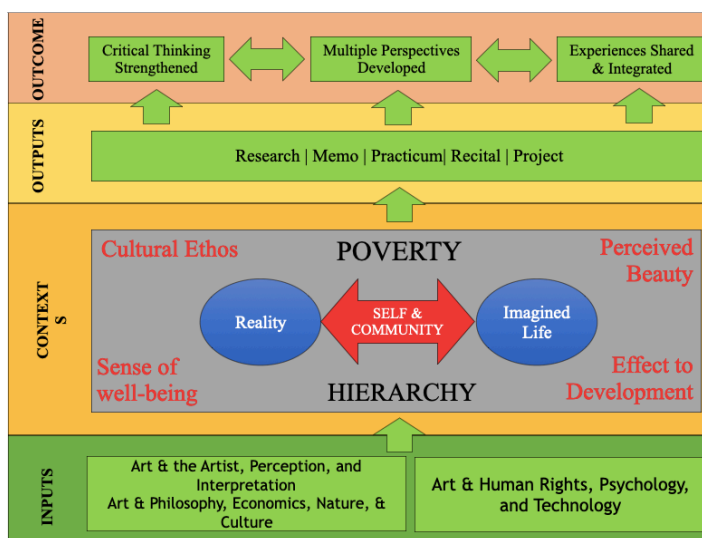 OUTCOME
Critical Thinking
Strengthened
Multiple Perspectives
Developed
Experiences Shared
& Integrated
OUTPUTS
Research | Memo | Practicum| Recital | Project
CONTEXT
S
Cultural Ethos
POVERTY
Perceived
Beauty
Reality
SELF &
COMMUNITY
Imagined
Life
Sense of
well-being
HIERARCHY
Effect to
Development
INPUTS
Art & the Artist, Perception, and
Interpretation
Art & Philosophy, Economics, Nature, &
Culture
Art & Human Rights, Psychology,
and Technology